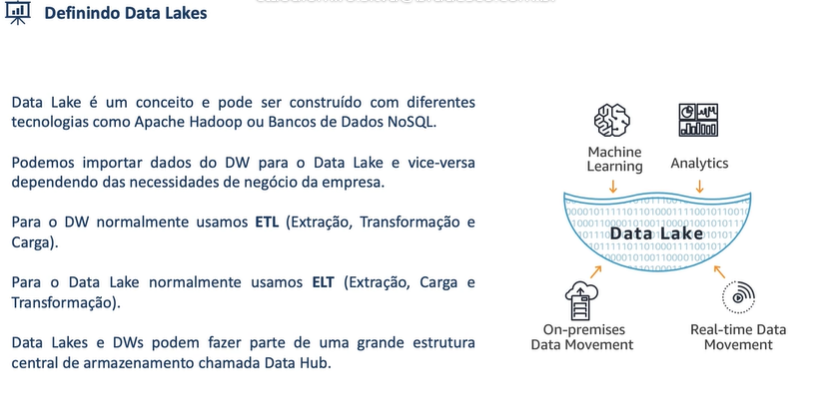 Definindo Data Lakes
Data Lake é um conceito e pode ser construído com diferentes
tecnologias como Apache Hadoop ou Bancos de Dados NoSQL.
Podemos importar dados do DW para o Data Lake e vice-versa
dependendo das necessidades de negócio da empresa.
Para o DW normalmente usamos ETL (Extração, Transformação e
Carga).
Para o Data Lake normalmente usamos ELT (Extração, Carga e
Transformação).
Data Lakes e DWs podem fazer parte de uma grande estrutura
central de armazenamento chamada Data Hub.
Machine
Learning
Analytics
Data Lake
On-premises
Data Movement
Real-time Data
Movement